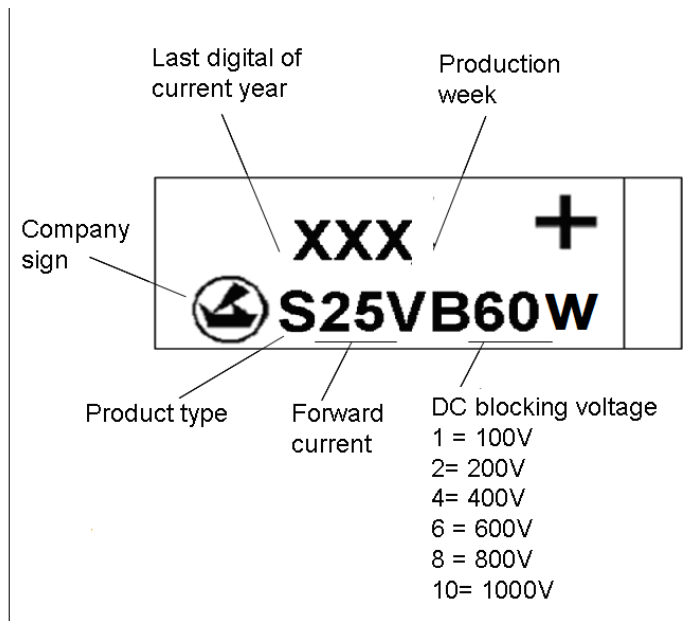 Last digital of
current year
Production
week
Company
sign
XXX
+
S25VB60W
Product type
Forward
current
DC blocking voltage
1 = 100V
2= 200V
4= 400V
6 = 600V
8 = 800V
10= 1000V